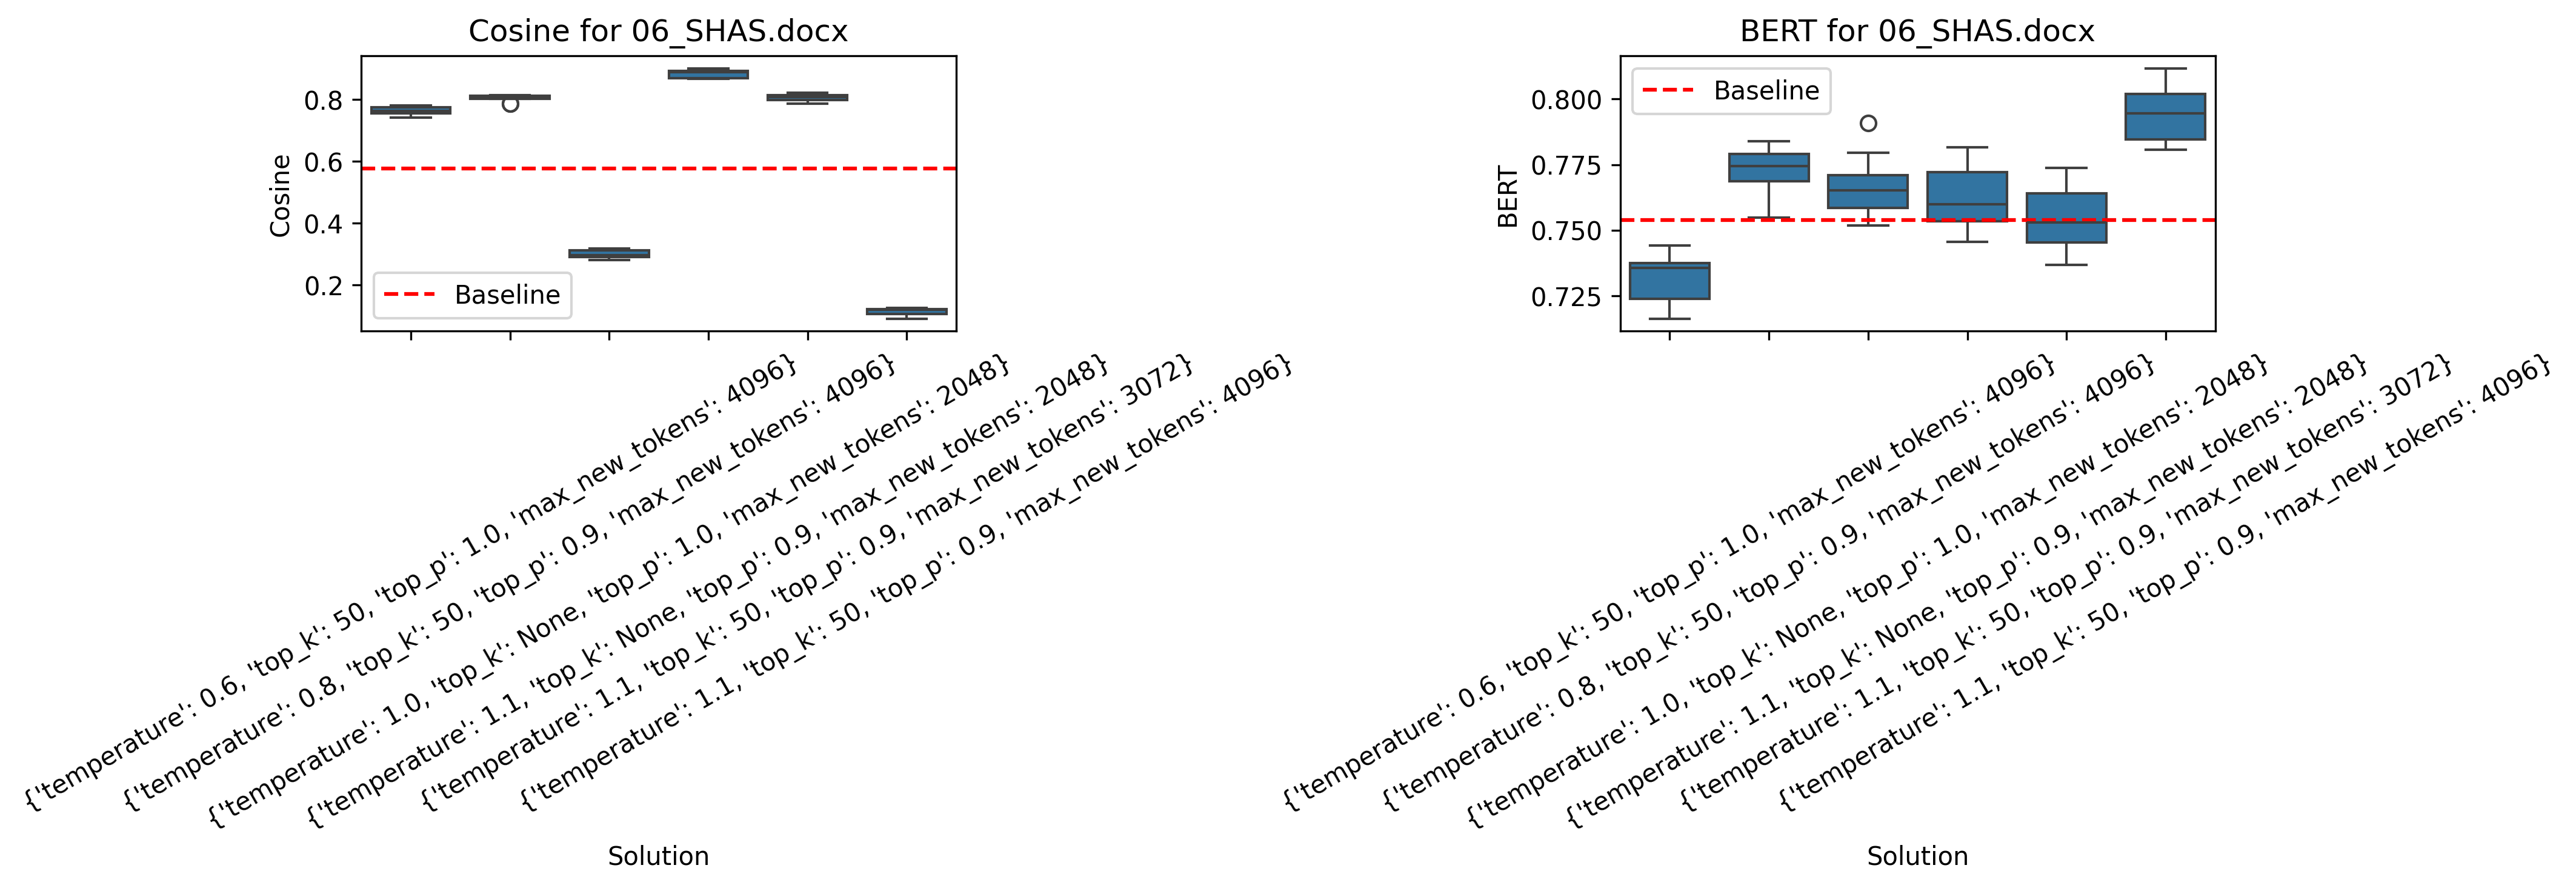 Cosine for 06_SHAS.docx
Cosine
0.8
0.6
0.4
0.2
Baseline
{'temperature': 0.6, 'top_k': 50, 'top_p': 1.0, 'max_new_tokens': 4096}
{'temperature': 0.8, 'top_k': 50, 'top_p': 0.9, 'max_new_tokens': 4096}
{'temperature': 1.0, 'top_k': None, 'top_p': 1.0, 'max_new_tokens': 2048}
{'temperature': 1.1, 'top_k': None, 'top_p': 0.9, 'max_new_tokens': 2048}
{'temperature': 1.1, 'top_k': 50, 'top_p': 0.9, 'max_new_tokens': 3072}
{'temperature': 1.1, 'top_k': 50, 'top_p': 0.9, 'max_new_tokens': 4096}
Solution
BERT for 06_SHAS.docx
BERT
0.800
0.775
0.750
0.725
Baseline
{'temperature': 0.6, 'top_k': 50, 'top_p': 1.0, 'max_new_tokens': 4096}
{'temperature': 0.8, 'top_k': 50, 'top_p': 0.9, 'max_new_tokens': 4096}
{'temperature': 1.0, 'top_k': None, 'top_p': 1.0, 'max_new_tokens': 2048}
{'temperature': 1.1, 'top_k': None, 'top_p': 0.9, 'max_new_tokens': 2048}
{'temperature': 1.1, 'top_k': 50, 'top_p': 0.9, 'max_new_tokens': 3072}
{'temperature': 1.1, 'top_k': 50, 'top_p': 0.9, 'max_new_tokens': 4096}
Solution